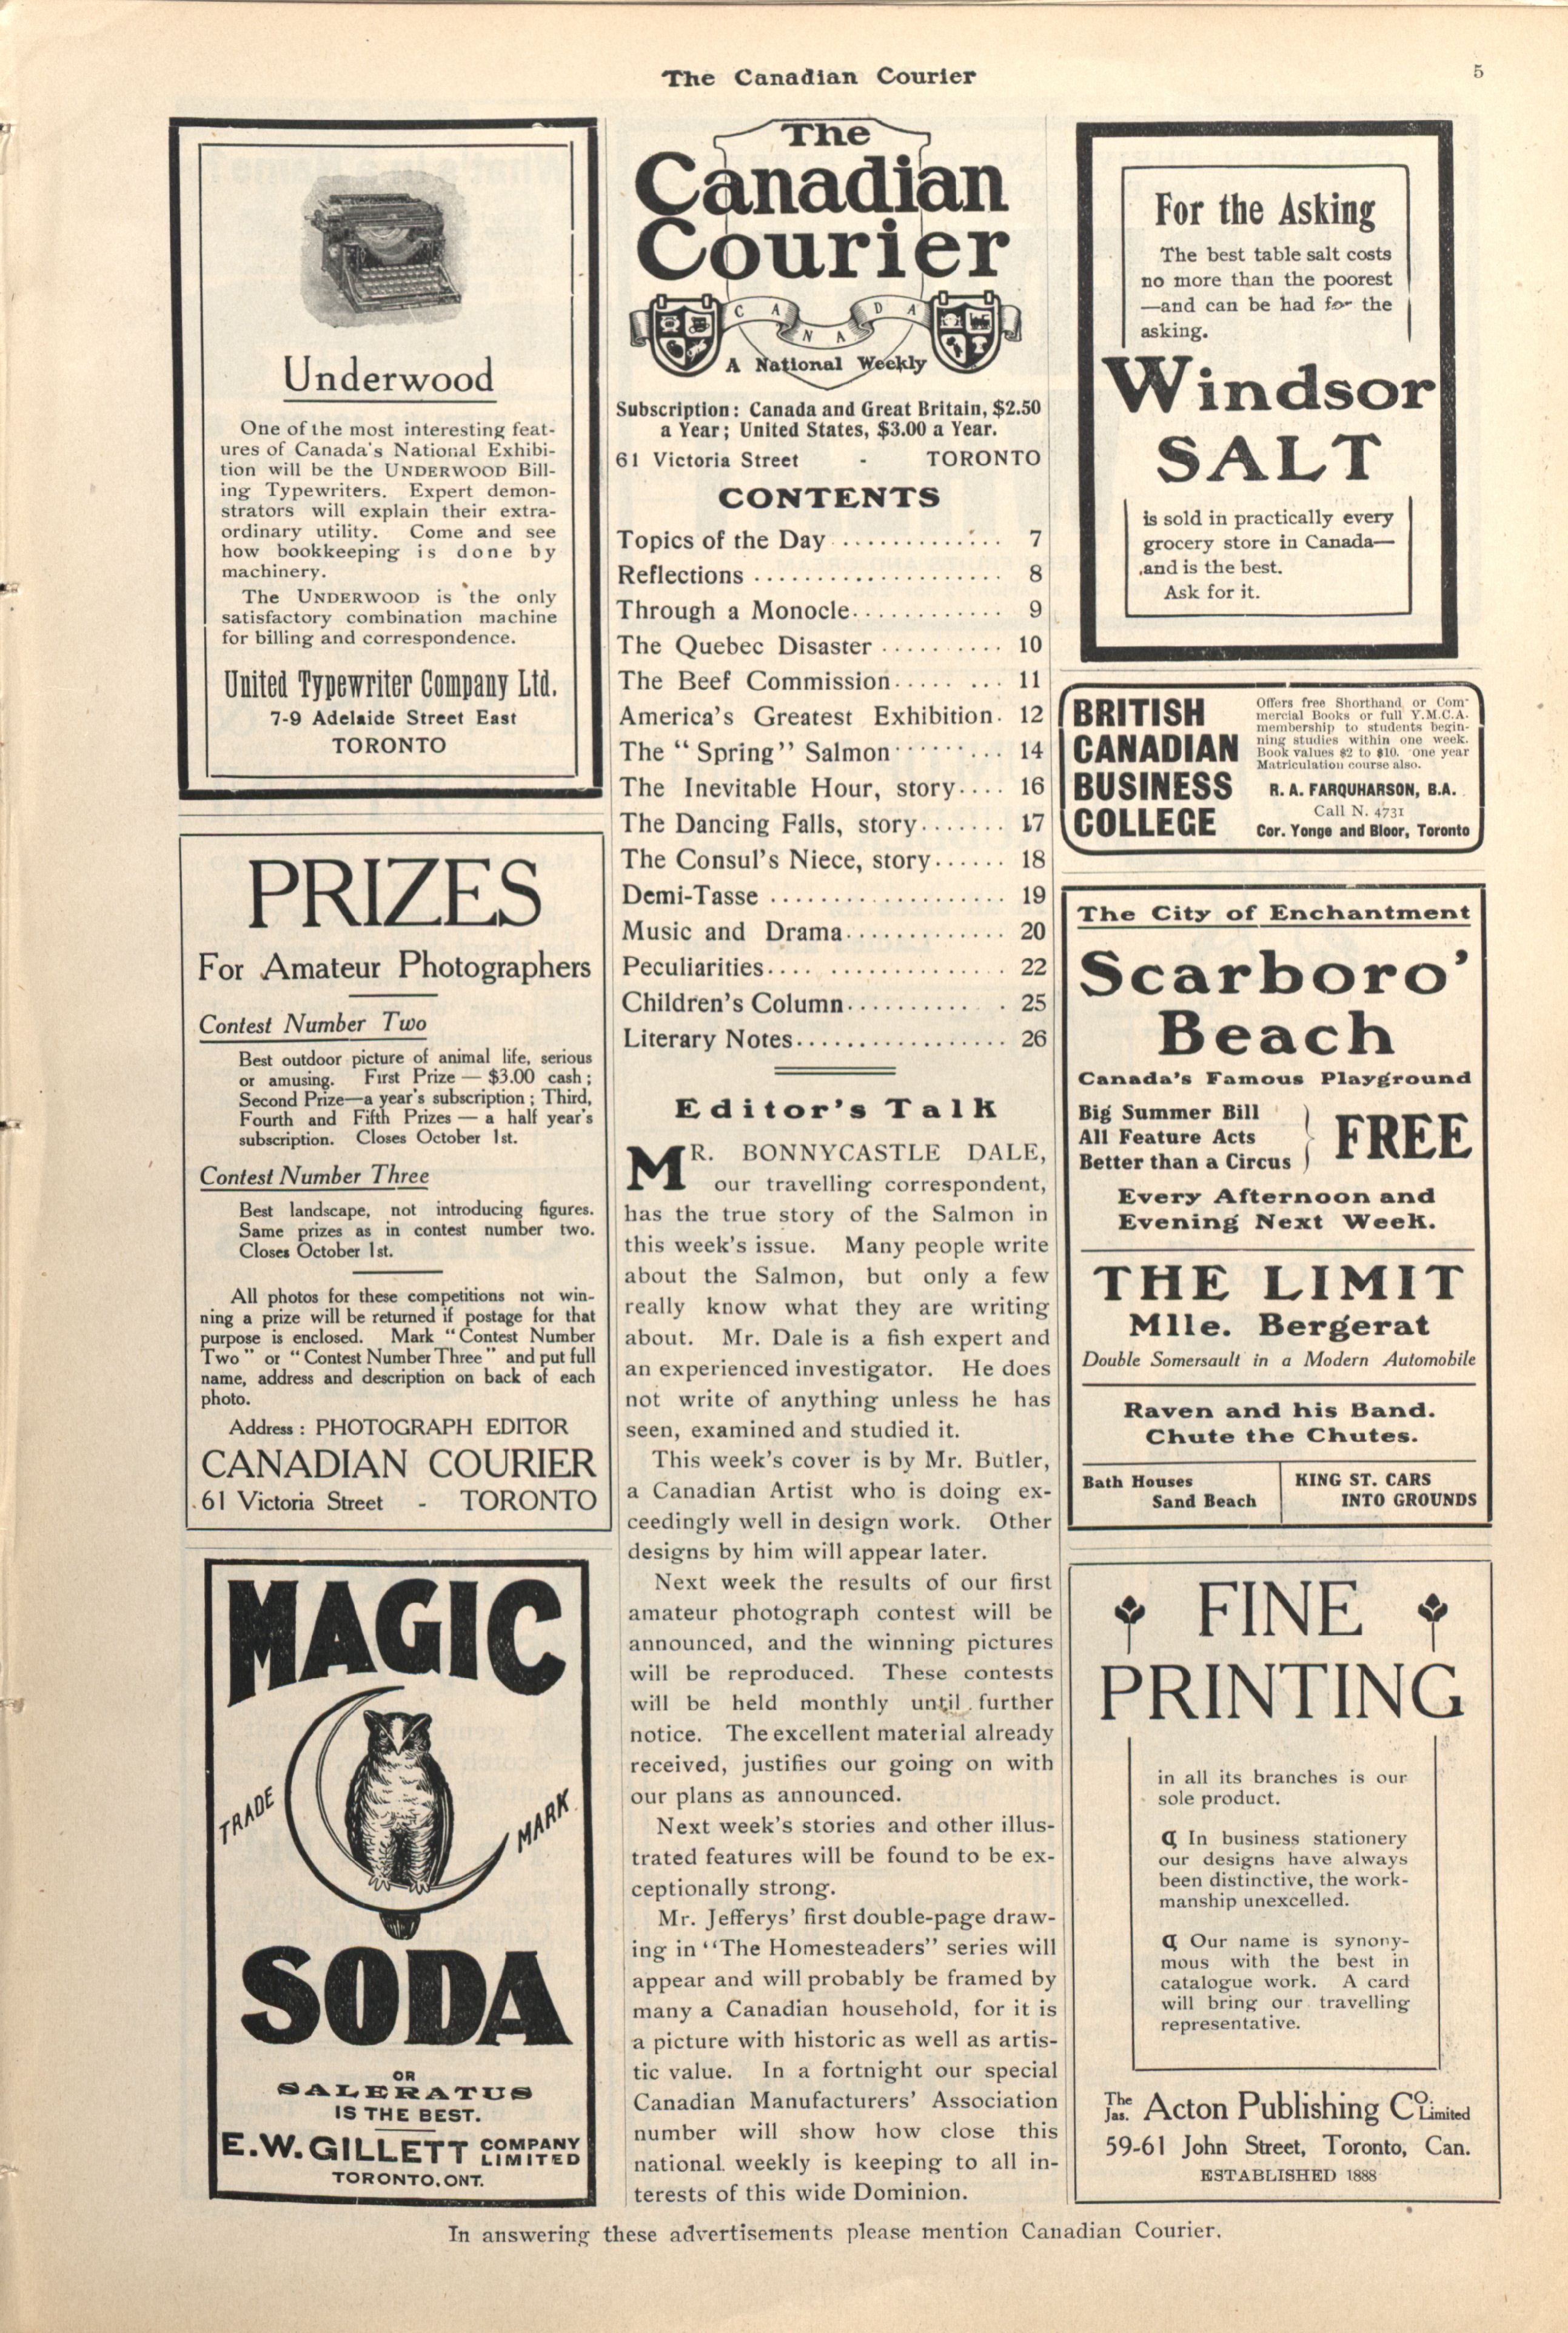 The Canadian Courier
5
Underwood
One of the most interesting feat-
ures of Canada's National Exhibi-
tion will be the UNDERWOOD Bill-
ing Typewriters. Expert demon-
strators will explain their extra-
ordinary utility. Come and see
how bookkeeping is done by
machinery.
The UNDERWOOD is the only
satisfactory combination machine
for billing and correspondence.
United Typewriter Company Ltd.
7-9 Adelaide Street East
TORONTO
PRIZES
For Amateur Photographers
Contest Number Two
Best outdoor picture of animal life, serious
or amusing. First Prize — $3.00 cash;
Second Prize—a year's subscription; Third,
Fourth and Fifth Prizes — a half year's
subscription. Closes October 1st.
Contest Number Three
Best landscape, not introducing figures.
Same prizes as in contest number two.
Closes October 1st.
All photos for these competitions not win-
ning a prize will be returned if postage for that
purpose is enclosed. Mark "Contest Number
Two" or "Contest Number Three" and put full
name, address and description on back of each
photo.
Address: PHOTOGRAPH EDITOR
CANADIAN COURIER
61 Victoria Street - TORONTO
MAGIC
TRADE MARK
SODA
OR
SALERATUS
IS THE BEST.
E.W. GILLETT COMPANY LIMITED
TORONTO, ONT.
The
Canadian
Courier
CANADA
A National Weekly
Subscription: Canada and Great Britain, $2.50
a Year; United States, $3.00 a Year.
61 Victoria Street - TORONTO
CONTENTS
Topics of the Day ............. 7
Reflections .................... 8
Through a Monocle............ 9
The Quebec Disaster .......... 10
The Beef Commission..... ... 11
America's Greatest Exhibition. 12
The "Spring" Salmon ......... 14
The Inevitable Hour, story.... 16
The Dancing Falls, story....... 17
The Consul's Niece, story...... 18
Demi-Tasse ................... 19
Music and Drama............. 20
Peculiarities.... .............. 22
Children's Column........... . 25
Literary Notes................. 26
Editor's Talk
MR. BONNYCASTLE DALE,
our travelling correspondent,
has the true story of the Salmon in
this week's issue. Many people write
about the Salmon, but only a few
really know what they are writing
about. Mr. Dale is a fish expert and
an experienced investigator. He does
not write of anything unless he has
seen, examined and studied it.
This week's cover is by Mr. Butler,
a Canadian Artist who is doing ex-
ceedingly well in design work. Other
designs by him will appear later.
Next week the results of our first
amateur photograph contest will be
announced, and the winning pictures
will be reproduced. These contests
will be held monthly until further
notice. The excellent material already
received, justifies our going on with
our plans as announced.
Next week's stories and other illus-
trated features will be found to be ex-
ceptionally strong.
Mr. Jefferys' first double-page draw-
ing in "The Homesteaders" series will
appear and will probably be framed by
many a Canadian household, for it is
a picture with historic as well as artis-
tic value. In a fortnight our special
Canadian Manufacturers' Association
number will show how close this
national weekly is keeping to all in-
terests of this wide Dominion.
For the Asking
The best table salt costs
no more than the poorest
—and can be had for the
asking.
Windsor
SALT
is sold in practically every
grocery store in Canada—
and is the best.
Ask for it.
BRITISH
CANADIAN
BUSINESS
COLLEGE
Offers free Shorthand or Com-
mercial Books or full Y.M.C.A.
membership to students begin-
ning studies within one week.
Book values $2 to $10. One year
Matriculation course also.
R. A. FARQUHARSON, B.A.
Call N. 4731
Cor. Yonge and Bloor, Toronto
The City of Enchantment
Scarboro'
Beach
Canada's Famous Playground
Big Summer Bill
All Feature Acts
Better than a Circus
FREE
Every Afternoon and
Evening Next Week.
THE LIMIT
Mlle. Bergerat
Double Somersault in a Modern Automobile
Raven and his Band.
Chute the Chutes.
Bath Houses
Sand Beach
KING ST. CARS
INTO GROUNDS
FINE
PRINTING
in all its branches is our
sole product.
¶ In business stationery
our designs have always
been distinctive, the work-
manship unexcelled.
¶ Our name is synony-
mous with the best in
catalogue work. A card
will bring our travelling
representative.
The Jas. Acton Publishing Co. Limited
59-61 John Street, Toronto, Can.
ESTABLISHED 1888
In answering these advertisements please mention Canadian Courier.